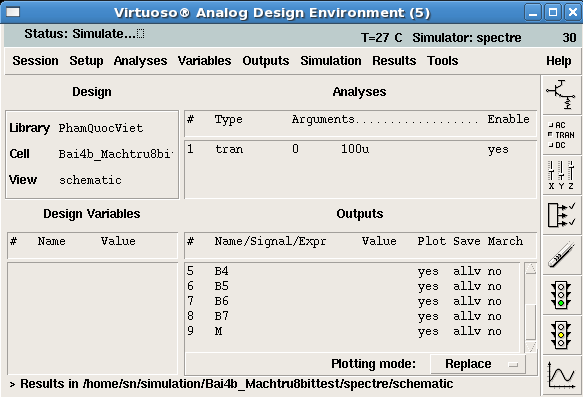 Virtuoso® Analog Design Environment (5)
Status: Simulate...
T=27 C Simulator: spectre 30
Session Setup Analyses Variables Outputs Simulation Results Tools Help
Design
Library PhamQuocViet
Cell Bai4b_Machtru8bi
View schematic
Analyses
# Type Arguments................... Enable
1 tran 0 100u yes
Design Variables
# Name Value
Outputs
# Name/Signal/Expr Value Plot Save March
5 B4 yes allv no
6 B5 yes allv no
7 B6 yes allv no
8 B7 yes allv no
9 M yes allv no
Plotting mode: Replace
AC
TRAN
DC
X Y Z
> Results in /home/sn/simulation/Bai4b_Machtru8bittest/spectre/schematic